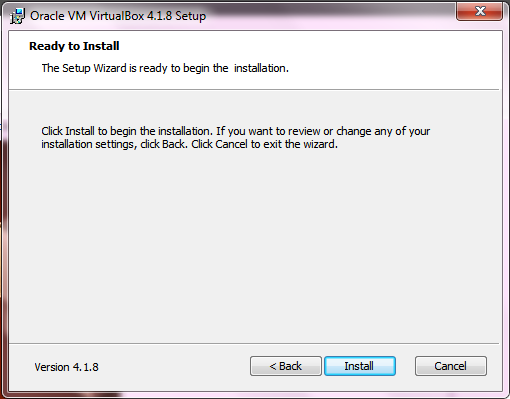 Oracle VM VirtualBox 4.1.8 Setup
Ready to Install
The Setup Wizard is ready to begin the  installation.
Click Install to begin the installation. If you want to review or change any of your
installation settings, click Back. Click Cancel to exit the wizard.
Version 4.1.8
< Back
Install
Cancel